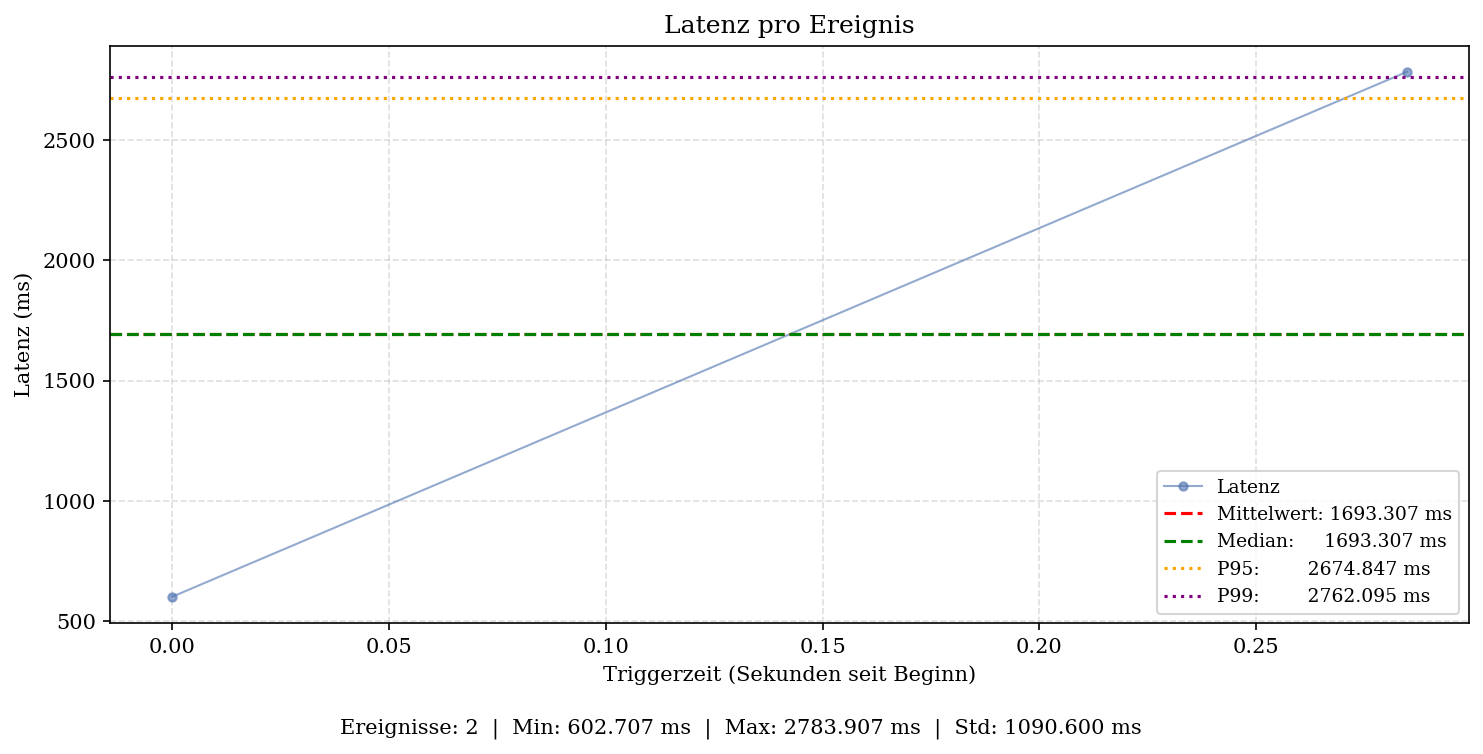 Latenz pro Ereignis
Latenz (ms)
2500
2000
1500
1000
500
0.00 0.05 0.10 0.15 0.20 0.25
Triggerzeit (Sekunden seit Beginn)
Latenz
Mittelwert: 1693.307 ms
Median: 1693.307 ms
P95: 2674.847 ms
P99: 2762.095 ms
Ereignisse: 2 | Min: 602.707 ms | Max: 2783.907 ms | Std: 1090.600 ms